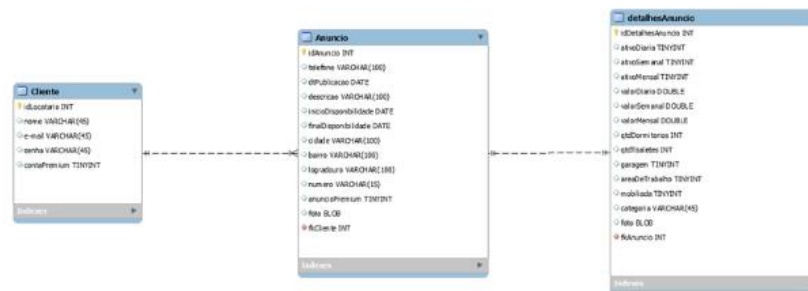 Cliente
idLocatario INT
nome VARCHAR(45)
e-mail VARCHAR(45)
senha VARCHAR(45)
contaPremium TINYINT
Indexes
Anuncio
idAnuncio INT
telefone VARCHAR(100)
dtPublicacao DATE
descricao VARCHAR(100)
inicioDisponibilidade DATE
finalDisponibilidade DATE
cidade VARCHAR(100)
bairro VARCHAR(100)
logradouro VARCHAR(100)
numero VARCHAR(15)
anuncioPremium TINYINT
foto BLOB
fkCliente INT
Indexes
detalhesAnuncio
idDetalhesAnuncio INT
ativoDiaria TINYINT
ativoSemanal TINYINT
ativoMensal TINYINT
valorDiario DOUBLE
valorSemanal DOUBLE
valorMensal DOUBLE
qtdDormitorios INT
qtdToaletes INT
garagem TINYINT
areaDeTrabalho TINYINT
mobiliada TINYINT
categoria VARCHAR(45)
foto BLOB
fkAnuncio INT
Indexes